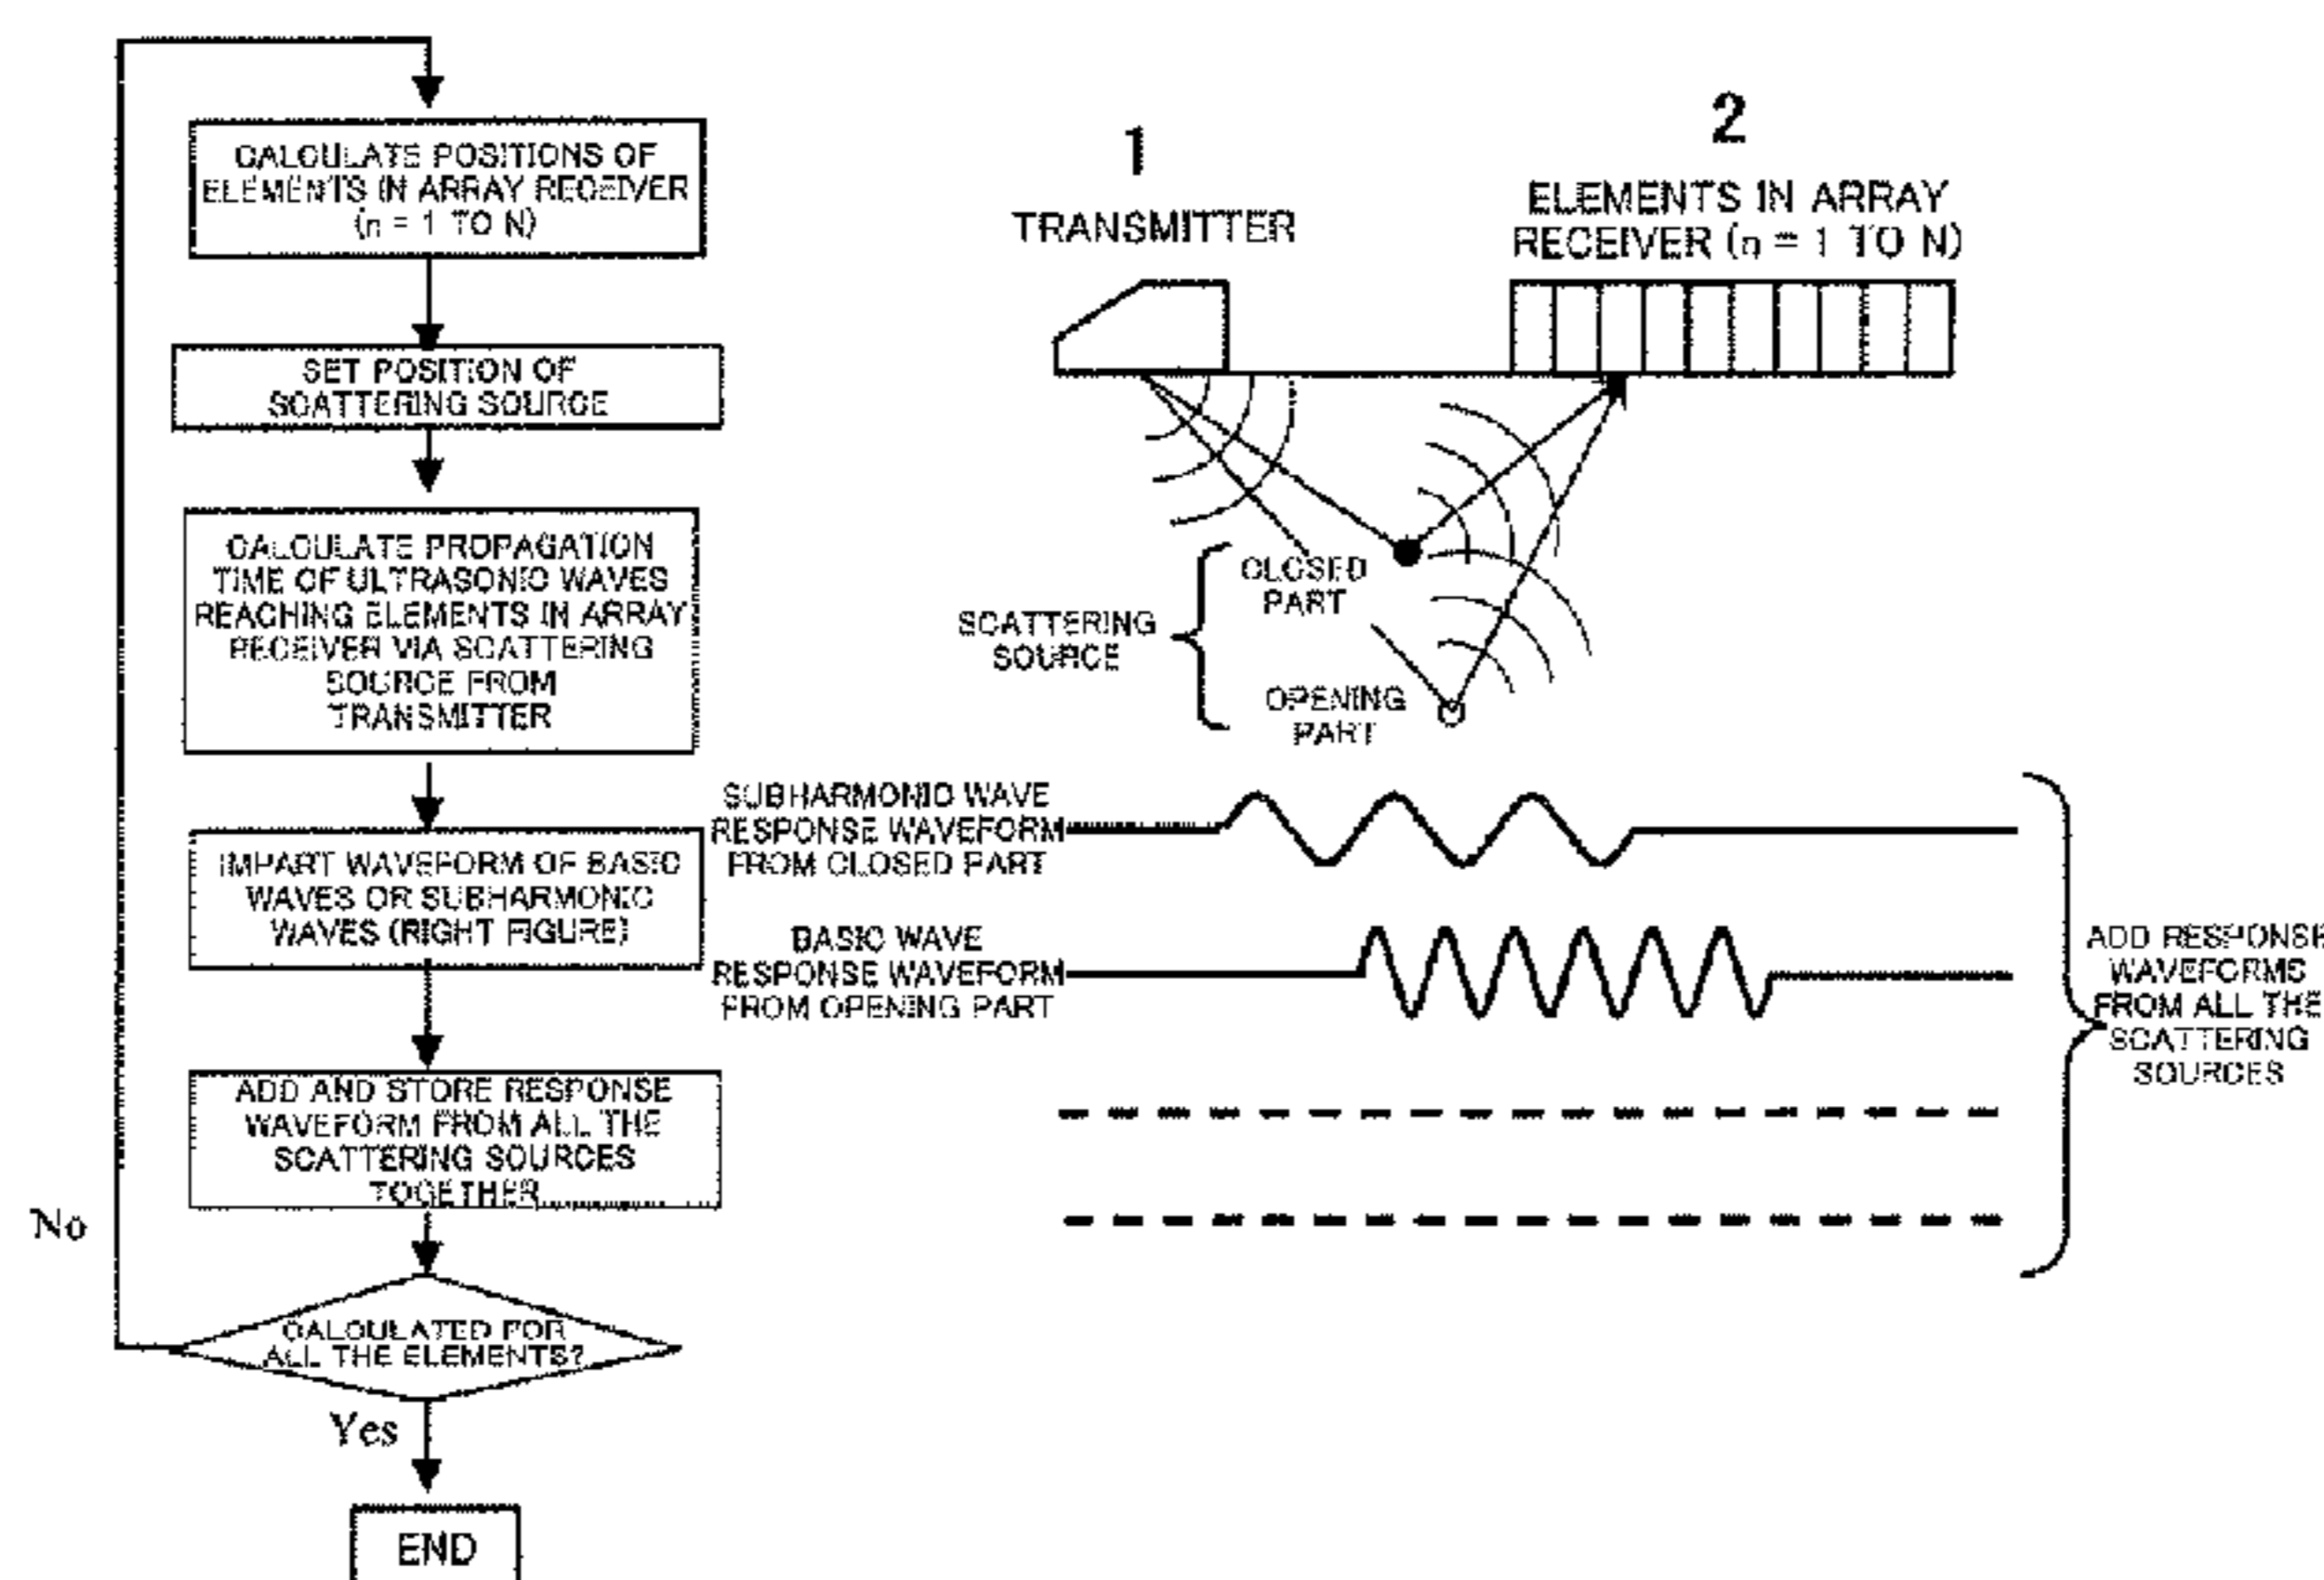 CALCULATE POSITIONS OF
ELEMENTS IN ARRAY RECEIVER
(n = 1 TO N)
SET POSITION OF
SCATTERING SOURCE
CALCULATE PROPAGATION
TIME OF ULTRASONIC WAVES
REACHING ELEMENTS IN ARRAY
RECEIVER VIA SCATTERING
SOURCE FROM
TRANSMITTER
IMPART WAVEFORM OF BASIC
WAVES OR SUBHARMONIC
WAVES (RIGHT FIGURE)
ADD AND STORE RESPONSE
WAVEFORM FROM ALL THE
SCATTERING SOURCES
TOGETHER
No
CALCULATED FOR
ALL THE ELEMENTS?
Yes
END
1
TRANSMITTER
2
ELEMENTS IN ARRAY
RECEIVER (n = 1 TO N)
SCATTERING
SOURCE
CLOSED
PART
OPENING
PART
SUBHARMONIC WAVE
RESPONSE WAVEFORM
FROM CLOSED PART
BASIC WAVE
RESPONSE WAVEFORM
FROM OPENING PART
ADD RESPONSE
WAVEFORMS
FROM ALL THE
SCATTERING
SOURCES